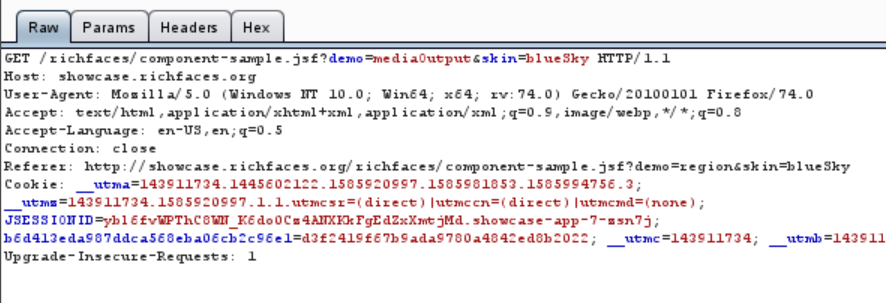 Raw Params Headers Hex
GET /richfaces/component-sample.jsf?demo=mediaOutput&skin=blueSky HTTP/1.1
Host: showcase.richfaces.org
User-Agent: Mozilla/5.0 (Windows NT 10.0; Win64; x64; rv:74.0) Gecko/20100101 Firefox/74.0
Accept: text/html,application/xhtml+xml,application/xml;q=0.9,image/webp,*/*;q=0.8
Accept-Language: en-US,en;q=0.5
Connection: close
Referer: http://showcase.richfaces.org/richfaces/component-sample.jsf?demo=region&skin=blueSky
Cookie: __utma=143911734.1445602122.1585920997.1585981853.1585994756.3;
__utmz=143911734.1585920997.1.1.utmcsr=(direct)|utmccn=(direct)|utmcmd=(none);
JSESSIONID=ybl6fvWPThC8WN_K6do0Cz4ANXKkFgEdZxXmtjMd.showcase-app-7-zsn7j;
b6d413eda987ddca568eba06cb2c96e1=d3f2419f67b9ada9780a4842ed8b2022; __utmc=143911734; __utmb=143911
Upgrade-Insecure-Requests: 1